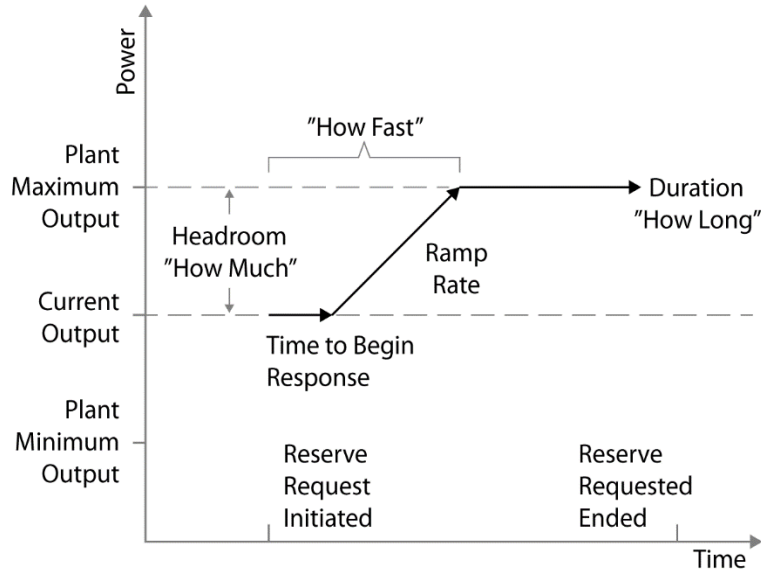 Power
"How Fast"
Plant
Maximum
Output
Duration
"How Long"
Headroom
"How Much"
Ramp
Rate
Current
Output
Time to Begin
Response
Plant
Minimum
Output
Reserve
Request
Initiated
Reserve
Requested
Ended
Time